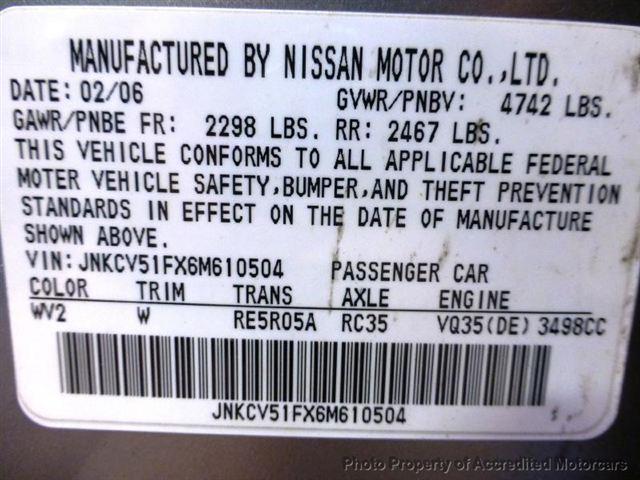 MANUFACTURED BY NISSAN MOTOR CO.,LTD.
DATE: 02/06 GVWR/PNBV: 4742 LBS.
GAWR/PNBE FR: 2298 LBS. RR: 2467 LBS.
THIS VEHICLE CONFORMS TO ALL APPLICABLE FEDERAL
MOTER VEHICLE SAFETY,BUMPER,AND THEFT PREVENTION
STANDARDS IN EFFECT ON THE DATE OF MANUFACTURE
SHOWN ABOVE.
VIN: JNKCV51FX6M610504 PASSENGER CAR
COLOR TRIM TRANS AXLE ENGINE
WV2 W RE5R05A RC35 VQ35(DE) 3498CC
JNKCV51FX6M610504
Photo Property of Accredited Motorcars